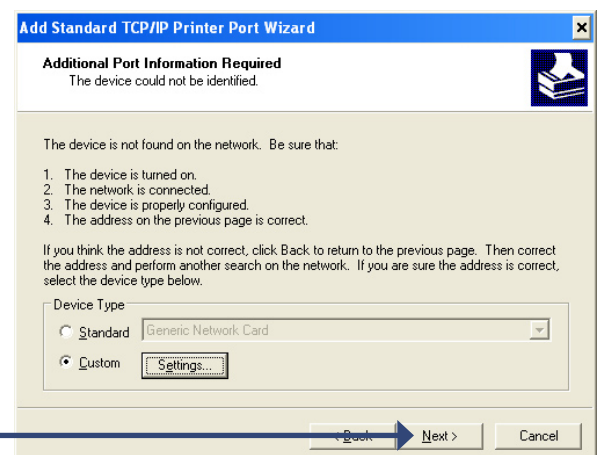 Add Standard TCP/IP Printer Port Wizard
Additional Port Information Required
The device could not be identified.
The device is not found on the network. Be sure that:
1. The device is turned on.
2. The network is connected.
3. The device is properly configured.
4. The address on the previous page is correct.
If you think the address is not correct, click Back to return to the previous page. Then correct
the address and perform another search on the network. If you are sure the address is correct,
select the device type below.
Device Type
Standard Generic Network Card
Custom Settings...
< Back Next > Cancel